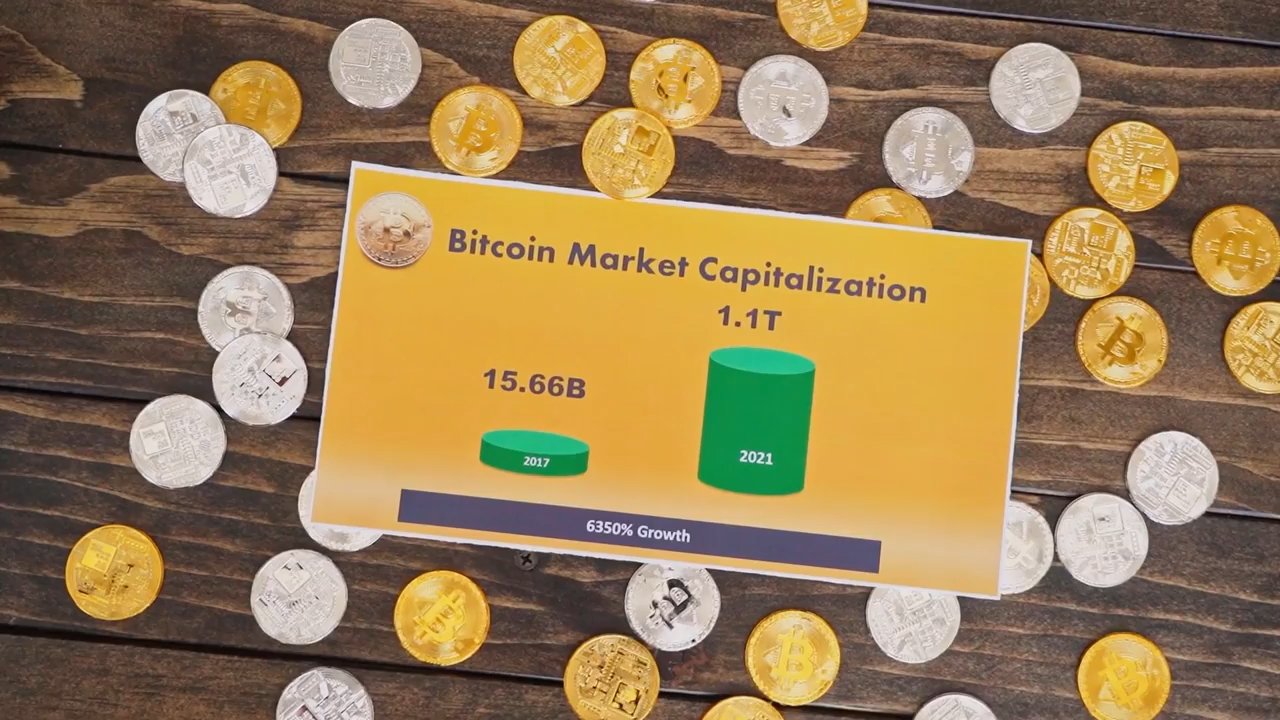 Bitcoin Market Capitalization
1.1T
15.66B
2017
2021
6350% Growth